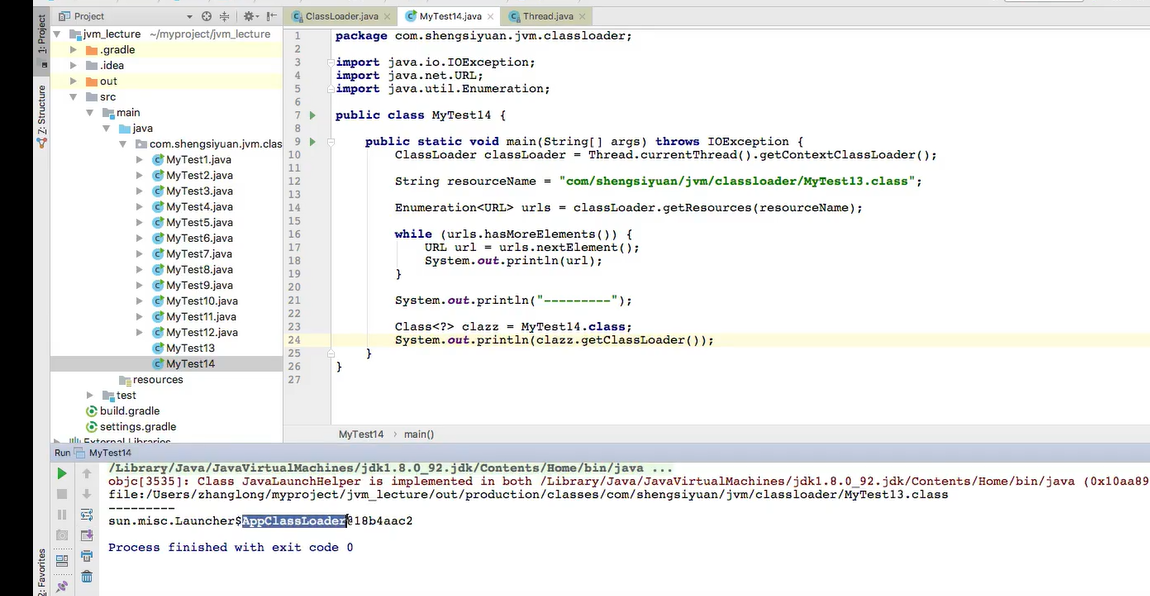 Project
ClassLoader.java
MyTest14.java
Thread.java
1: Project
7: Structure
2: Favorites
jvm_lecture ~/myproject/jvm_lecture
.gradle
.idea
out
src
main
java
com.shengsiyuan.jvm.clas
MyTest1.java
MyTest2.java
MyTest3.java
MyTest4.java
MyTest5.java
MyTest6.java
MyTest7.java
MyTest8.java
MyTest9.java
MyTest10.java
MyTest11.java
MyTest12.java
MyTest13
MyTest14
resources
test
build.gradle
settings.gradle
External Libraries
1 package com.shengsiyuan.jvm.classloader;
2
3 import java.io.IOException;
4 import java.net.URL;
5 import java.util.Enumeration;
6
7 public class MyTest14 {
8
9 public static void main(String[] args) throws IOException {
10 ClassLoader classLoader = Thread.currentThread().getContextClassLoader();
11
12 String resourceName = "com/shengsiyuan/jvm/classloader/MyTest13.class";
13
14 Enumeration<URL> urls = classLoader.getResources(resourceName);
15
16 while (urls.hasMoreElements()) {
17 URL url = urls.nextElement();
18 System.out.println(url);
19 }
20
21 System.out.println("---------");
22
23 Class<?> clazz = MyTest14.class;
24 System.out.println(clazz.getClassLoader());
25 }
26 }
27
MyTest14 › main()
Run MyTest14
/Library/Java/JavaVirtualMachines/jdk1.8.0_92.jdk/Contents/Home/bin/java ...
objc[3535]: Class JavaLaunchHelper is implemented in both /Library/Java/JavaVirtualMachines/jdk1.8.0_92.jdk/Contents/Home/bin/java (0x10aa89
file:/Users/zhanglong/myproject/jvm_lecture/out/production/classes/com/shengsiyuan/jvm/classloader/MyTest13.class
---------
sun.misc.Launcher$AppClassLoader@18b4aac2
Process finished with exit code 0